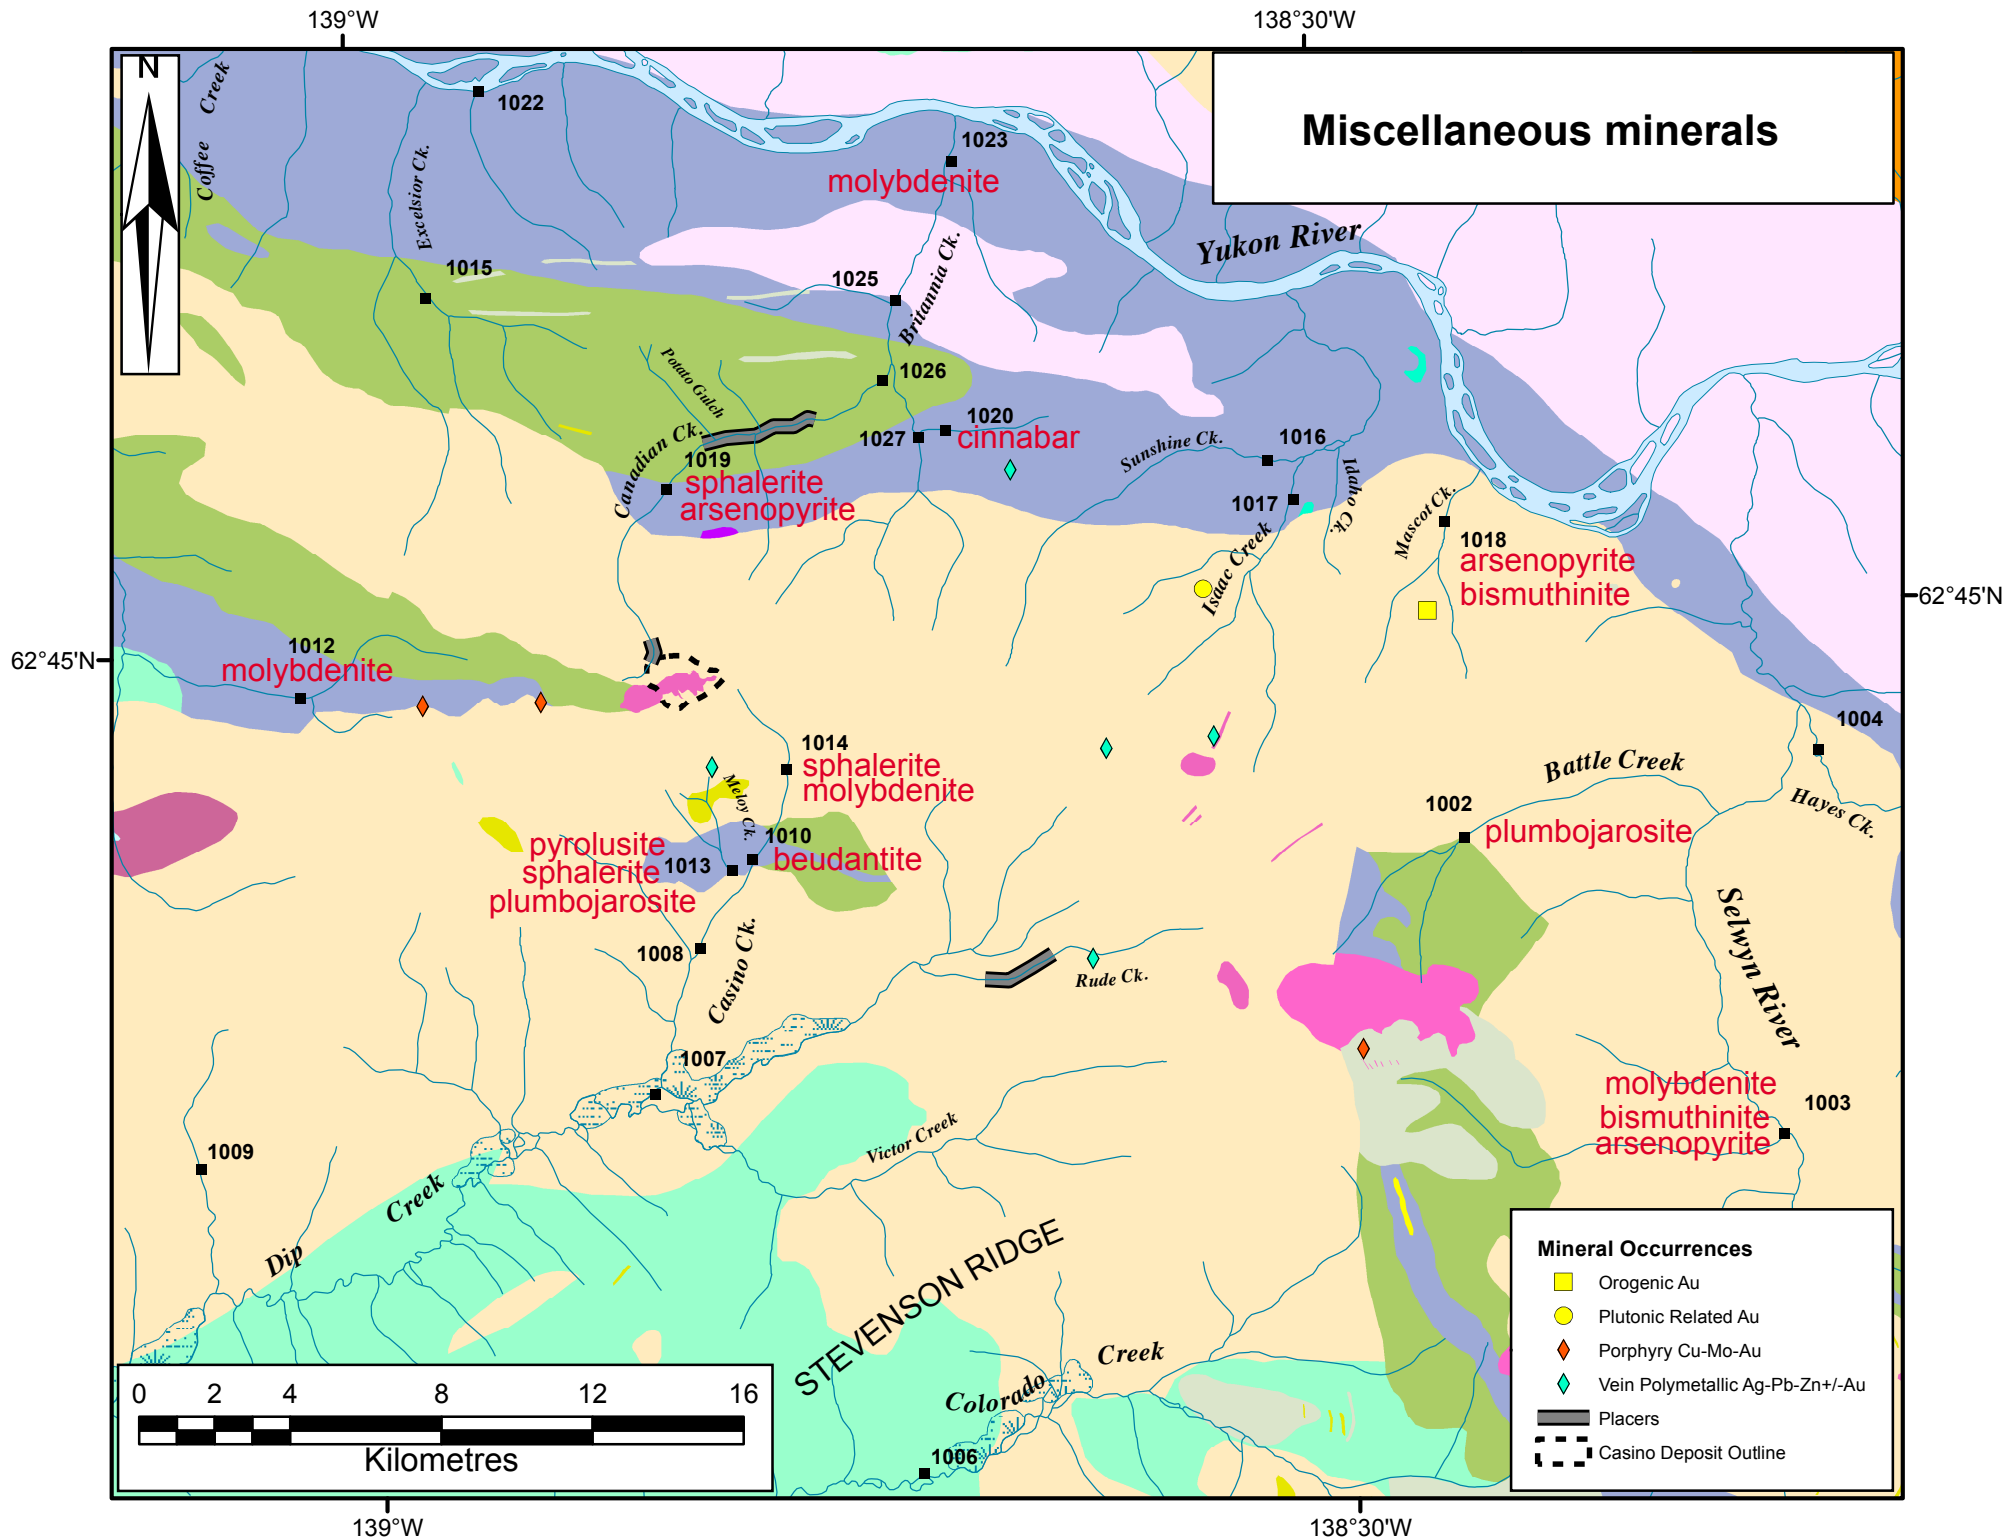 139°W
138°30'W
N
Miscellaneous minerals
Coffee Creek
1022
Excelsior Ck.
1023
molybdenite
Yukon River
1015
1025
Britannia Ck.
Potato Gulch
1026
1020
cinnabar
1027
Canadian Ck.
1019
sphalerite
arsenopyrite
Sunshine Ck.
1016
1017
Idaho Ck.
Isaac Creek
Mascot Ck.
1018
arsenopyrite
bismuthinite
62°45'N
62°45'N
1012
molybdenite
1004
1014
sphalerite
molybdenite
Battle Creek
Hayes Ck.
1002
plumbojarosite
Meloy Ck.
pyrolusite
sphalerite
plumbojarosite
1013
1010
beudantite
1008
Casino Ck.
Rude Ck.
Selwyn River
1007
molybdenite
bismuthinite
arsenopyrite
1003
Victor Creek
1009
Dip Creek
STEVENSON RIDGE
Colorado Creek
1006
Mineral Occurrences
Orogenic Au
Plutonic Related Au
Porphyry Cu-Mo-Au
Vein Polymetallic Ag-Pb-Zn+/-Au
Placers
Casino Deposit Outline
0 2 4 8 12 16
Kilometres
139°W
138°30'W